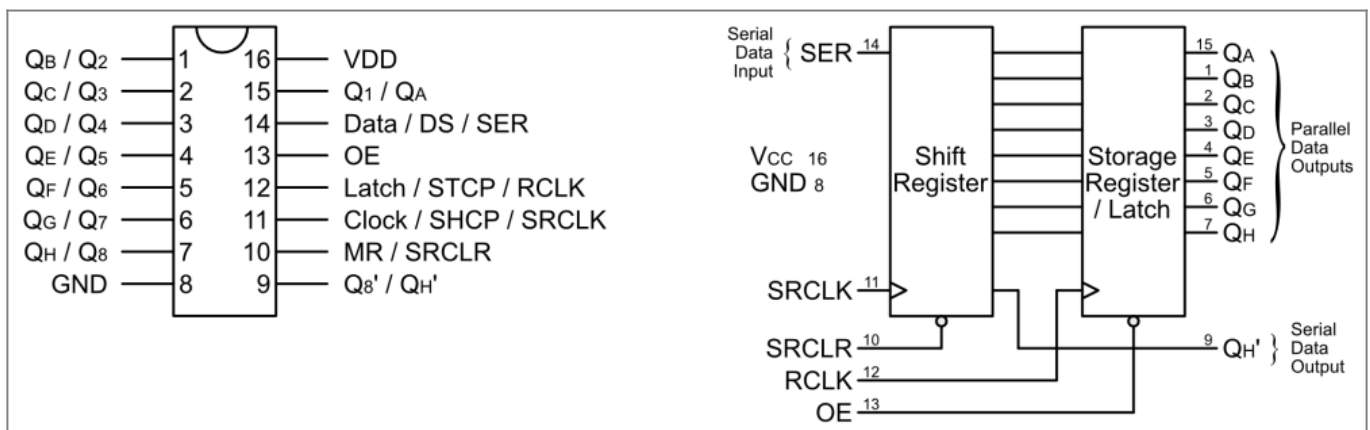 QB / Q2 1 16 VDD
QC / Q3 2 15 Q1 / QA
QD / Q4 3 14 Data / DS / SER
QE / Q5 4 13 OE
QF / Q6 5 12 Latch / STCP / RCLK
QG / Q7 6 11 Clock / SHCP / SRCLK
QH / Q8 7 10 MR / SRCLR
GND 8 9 Q8' / QH'
Serial
Data
Input
{ SER 14
VCC 16
GND 8
Shift
Register
Storage
Register
/ Latch
15 QA
1 QB
2 QC
3 QD
4 QE
5 QF
6 QG
7 QH
Parallel
Data
Outputs
SRCLK 11
SRCLR 10
RCLK 12
OE 13
9 QH' }
Serial
Data
Output